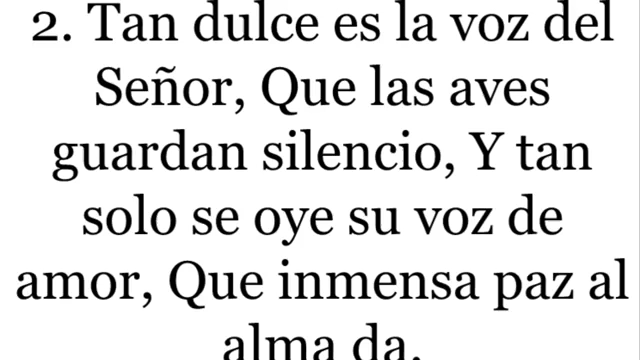 2. Tan dulce es la voz del
Señor, Que las aves
guardan silencio, Y tan
solo se oye su voz de
amor, Que inmensa paz al
alma da.